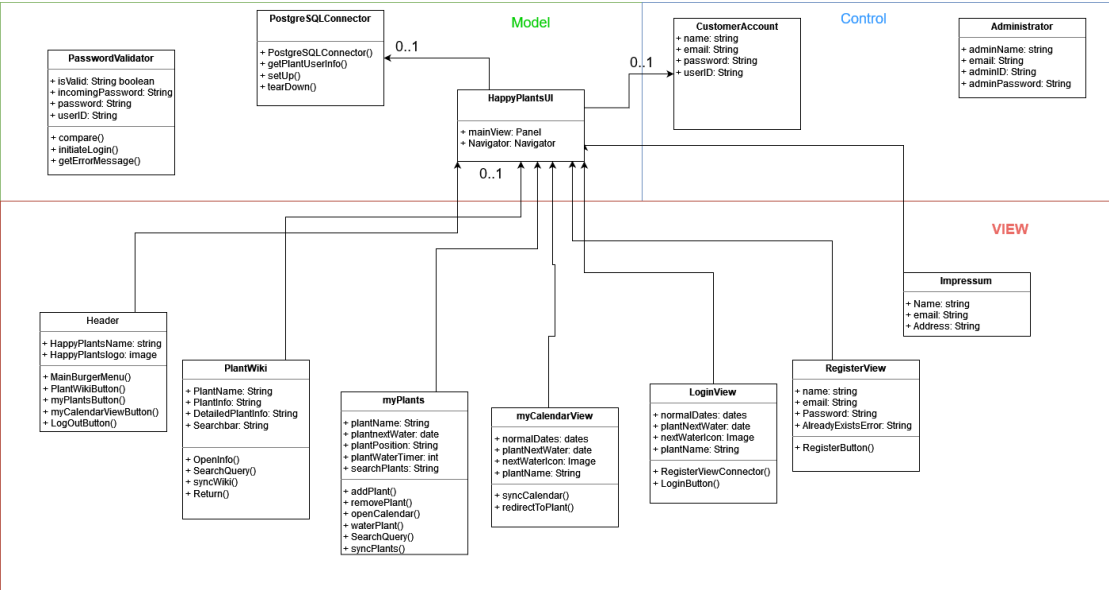 Model
Control
VIEW
PasswordValidator
+ isValid: String boolean
+ incomingPassword: String
+ password: String
+ userID: String
+ compare()
+ initiateLogin()
+ getErrorMessage()
PostgreSQLConnector
+ PostgreSQLConnector()
+ getPlantUserInfo()
+ setUp()
+ tearDown()
0..1
HappyPlantsUI
+ mainView: Panel
+ Navigator: Navigator
0..1
0..1
CustomerAccount
+ name: string
+ email: String
+ password: String
+ userID: String
Administrator
+ adminName: string
+ email: String
+ adminID: String
+ adminPassword: String
Header
+ HappyPlantsName: string
+ HappyPlantslogo: image
+ MainBurgerMenu()
+ PlantWikiButton()
+ myPlantsButton()
+ myCalendarViewButton()
+ LogOutButton()
PlantWiki
+ PlantName: String
+ PlantInfo: String
+ DetailedPlantInfo: String
+ Searchbar: String
+ OpenInfo()
+ SearchQuery()
+ syncWiki()
+ Return()
myPlants
+ plantName: String
+ plantnextWater: date
+ plantPosition: String
+ plantWaterTimer: int
+ searchPlants: String
+ addPlant()
+ removePlant()
+ openCalendar()
+ waterPlant()
+ SearchQuery()
+ syncPlants()
myCalendarView
+ normalDates: dates
+ plantNextWater: date
+ nextWaterIcon: Image
+ plantName: String
+ syncCalendar()
+ redirectToPlant()
LoginView
+ normalDates: dates
+ plantNextWater: date
+ nextWaterIcon: Image
+ plantName: String
+ RegisterViewConnector()
+ LoginButton()
RegisterView
+ name: string
+ email: String
+ Password: String
+ AlreadyExistsError: String
+ RegisterButton()
Impressum
+ Name: string
+ email: String
+ Address: String